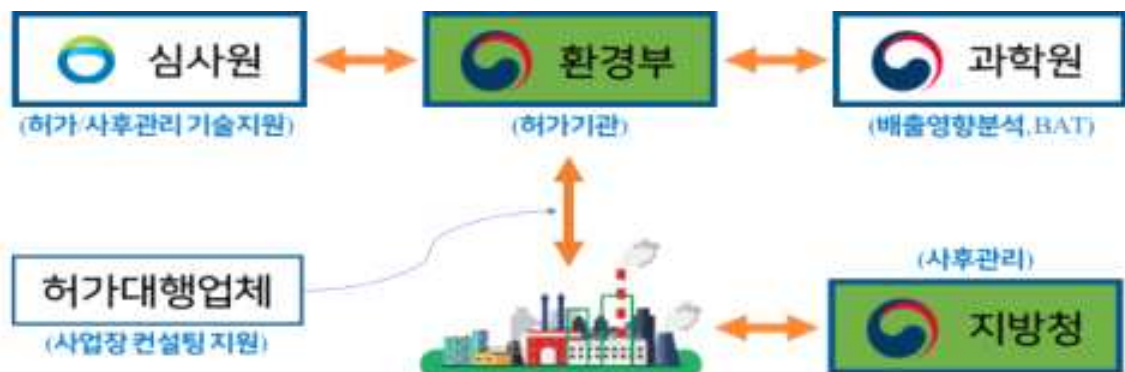 심사원
환경부
과학원
(허가/사후관리 기술지원)
(허가기관)
(배출영향분석,BAT)
허가대행업체
(사업장 컨설팅 지원)
(사후관리)
지방청